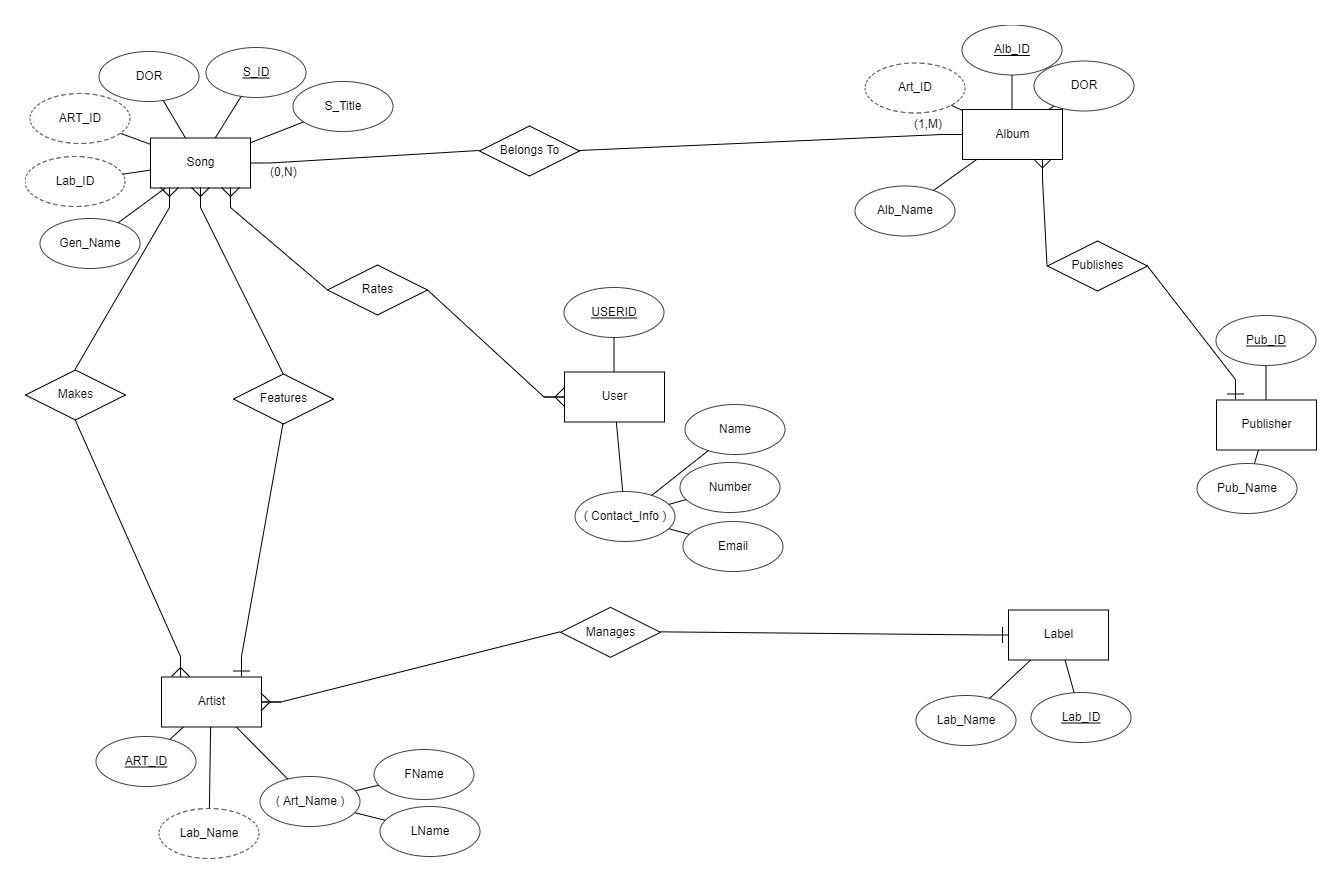 Alb_ID
DOR
S_ID
DOR
Art_ID
S_Title
ART_ID
(1,M)
Album
Belongs To
Song
(0,N)
Lab_ID
Alb_Name
Gen_Name
Publishes
Rates
USERID
Pub_ID
Makes
Features
User
Publisher
Name
Number
Pub_Name
( Contact_Info )
Email
Manages
Label
Artist
Lab_Name
Lab_ID
ART_ID
FName
( Art_Name )
Lab_Name
LName